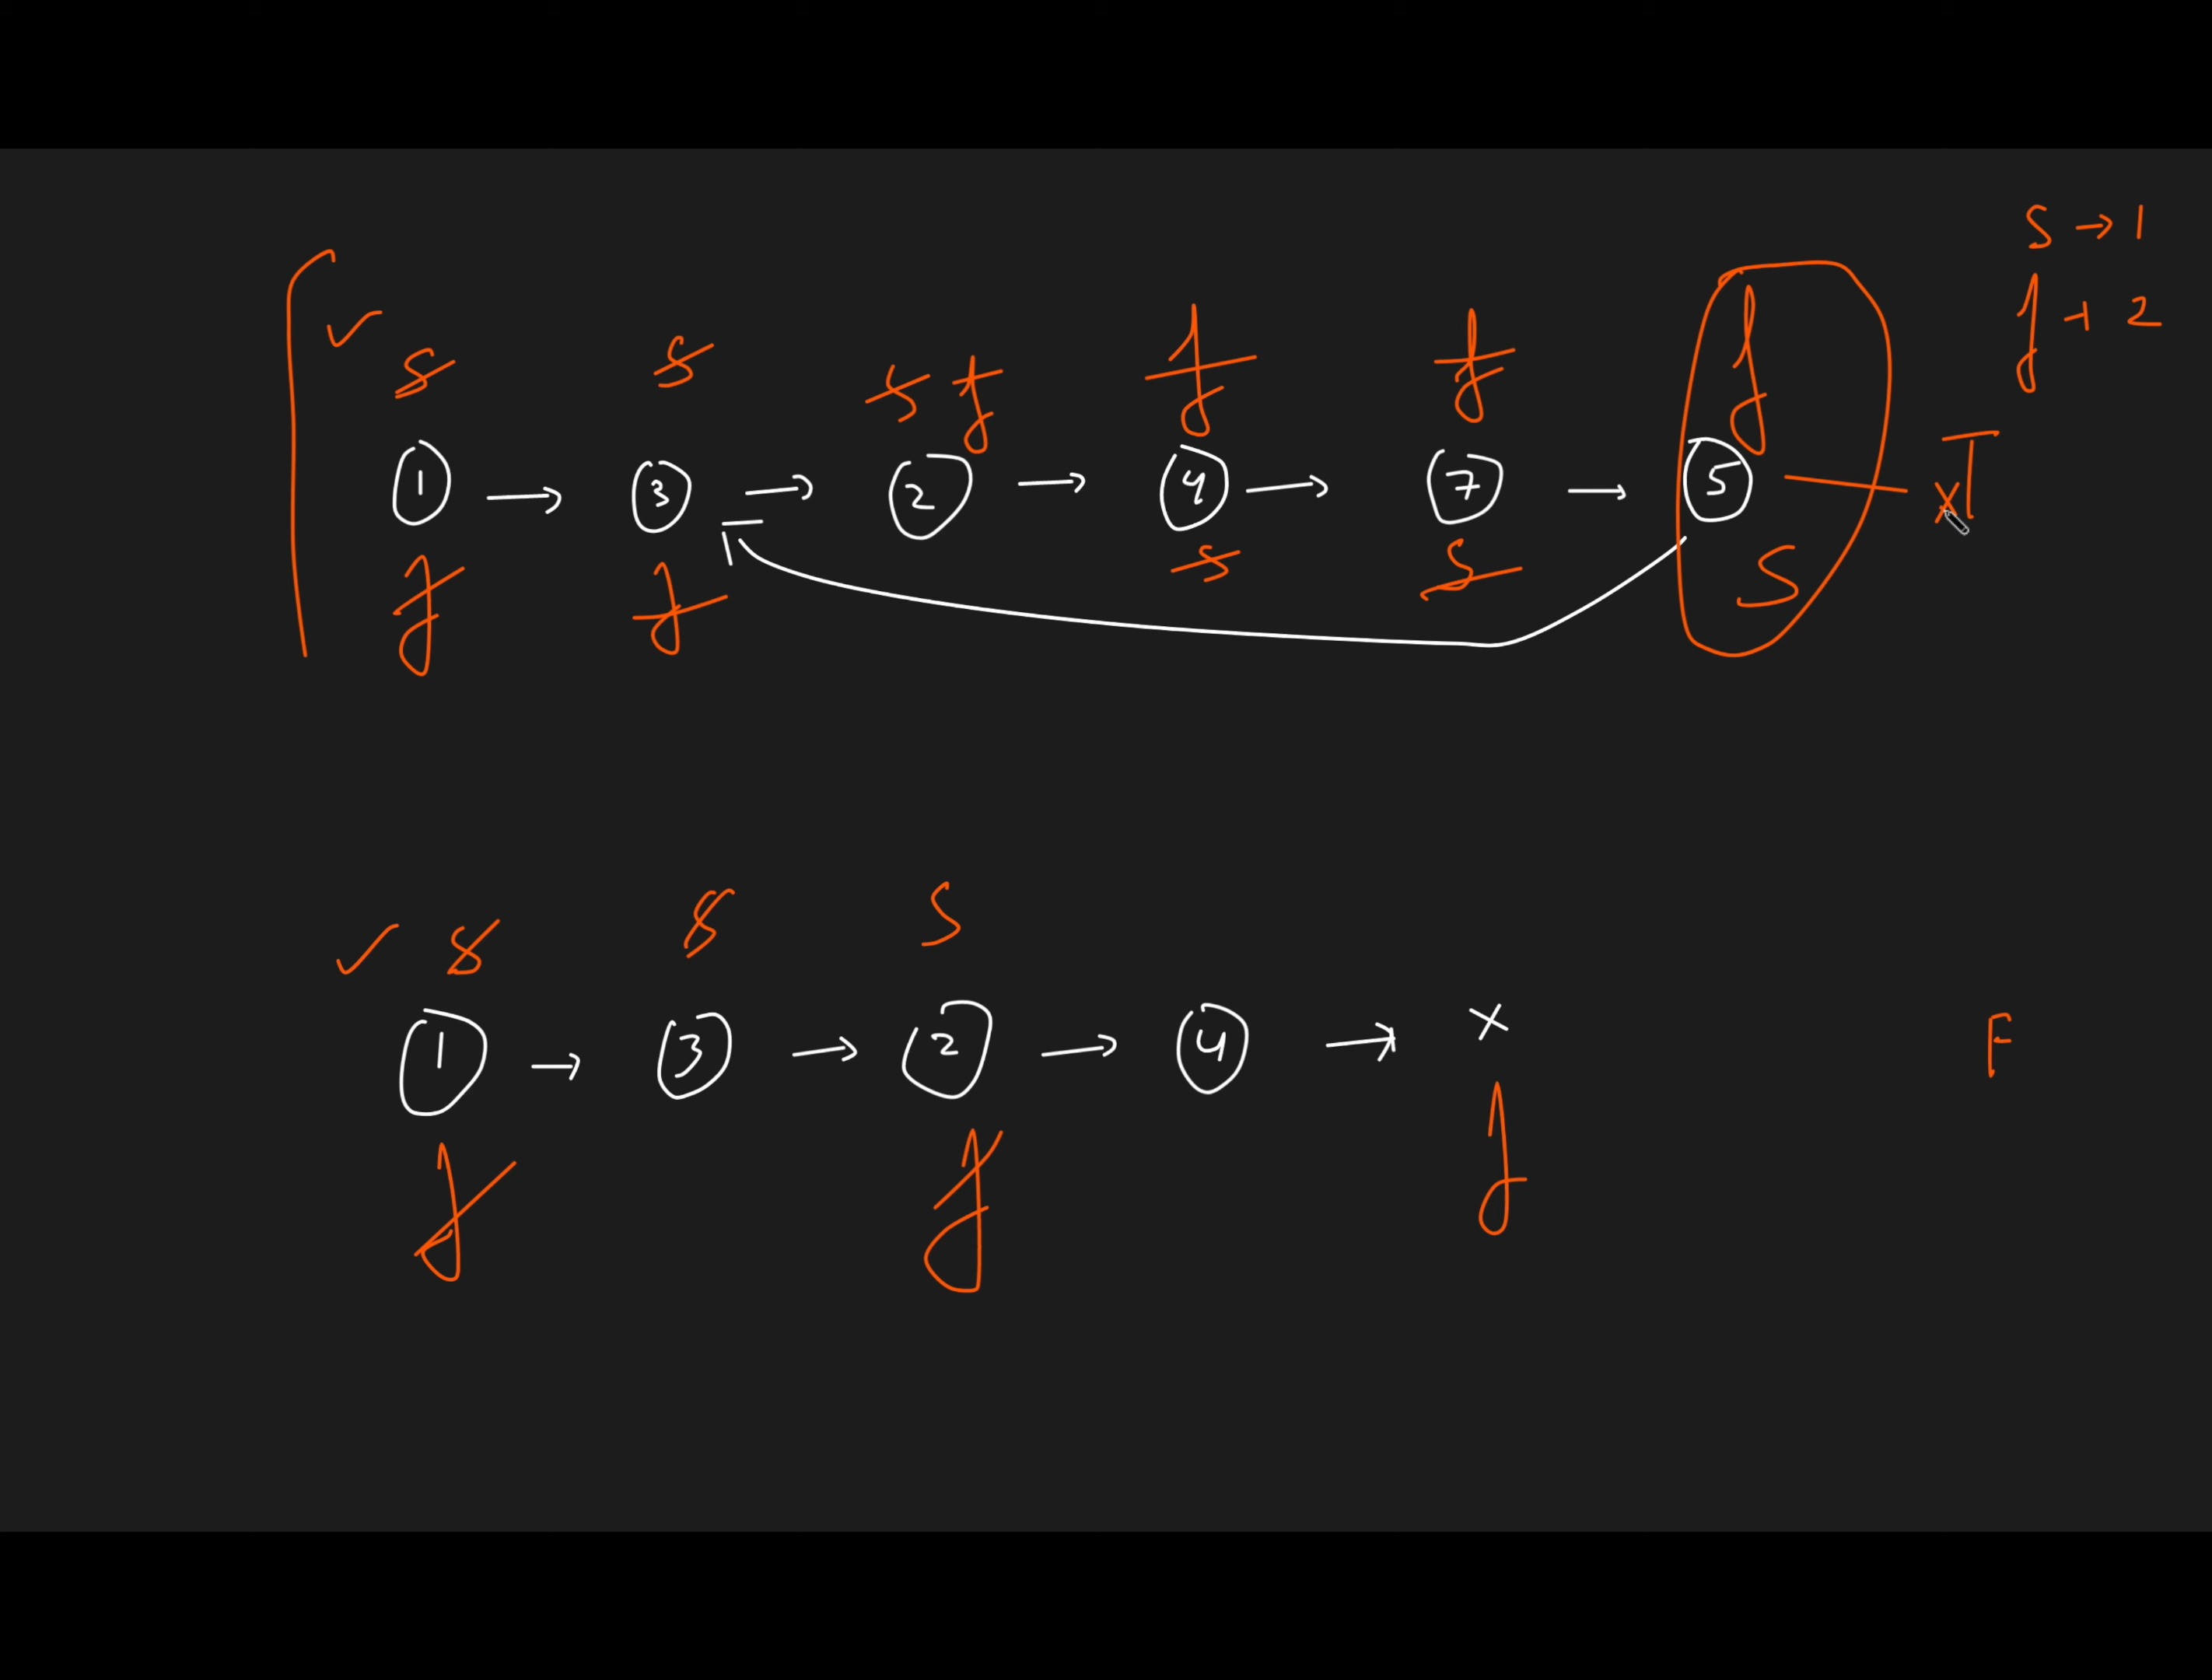 S → 1
f → 2
S S S f f f f
1 → 3 → 2 → 4 → 7 → 5 T
f f S S S
F
S S S
1 → 3 → 2 → 4 → ×
f f f